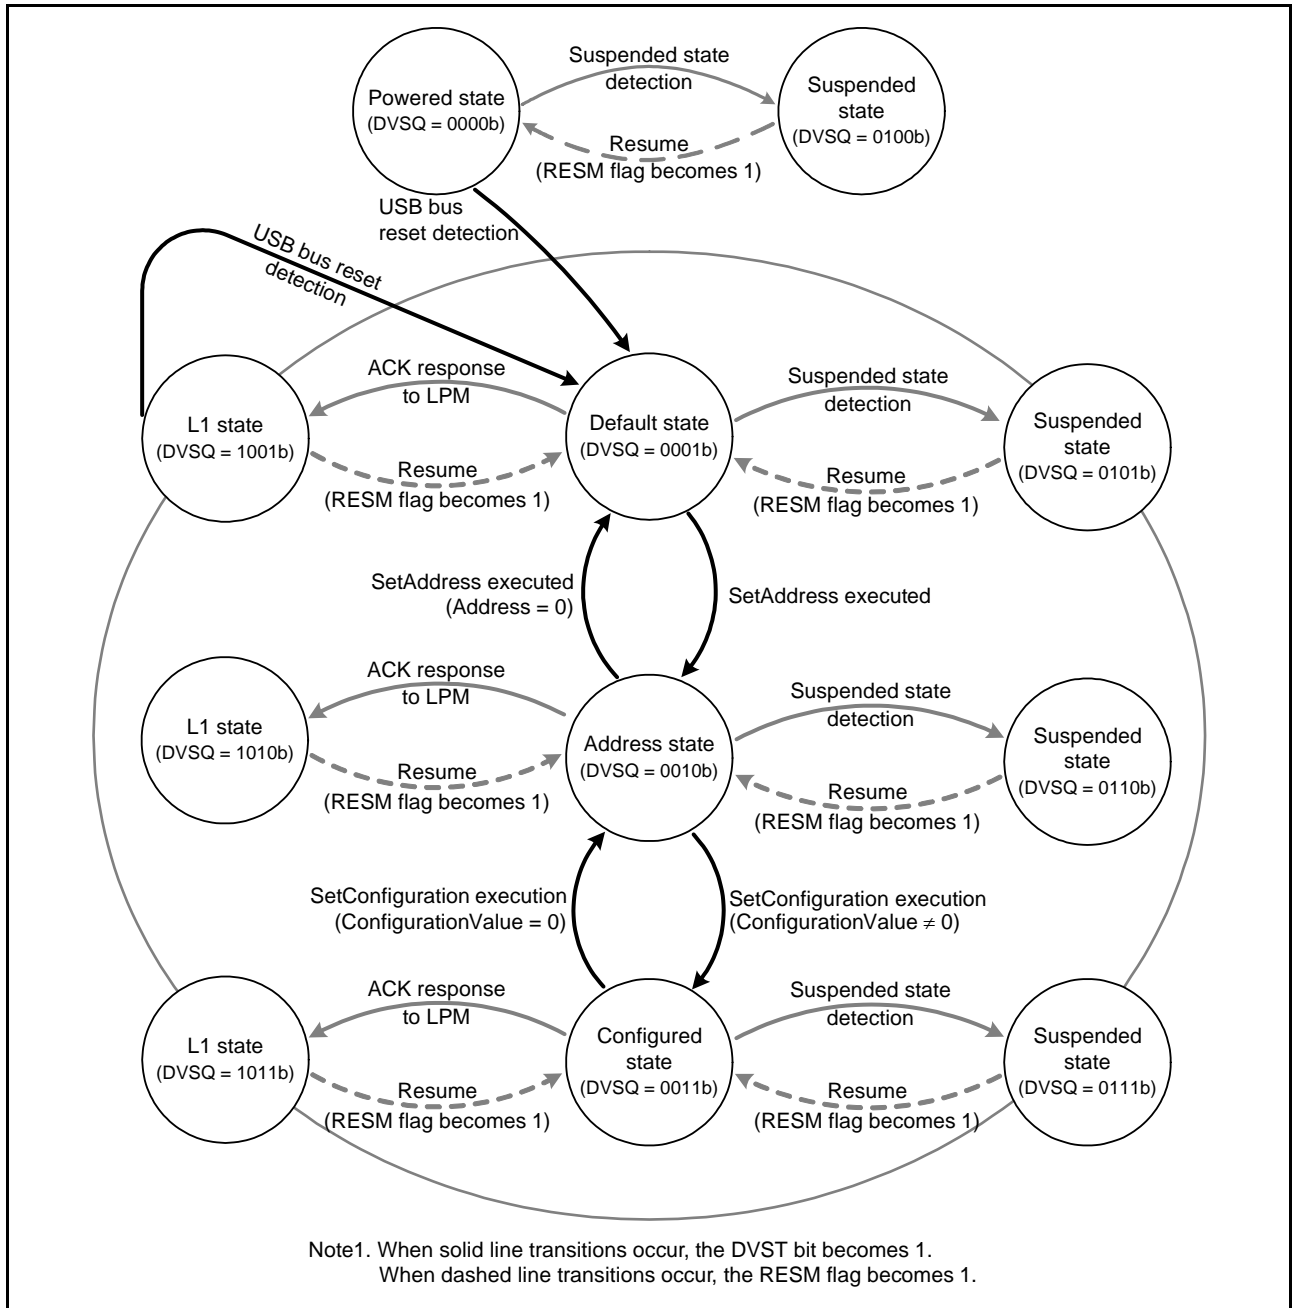 Powered state
(DVSQ = 0000b)
Suspended state
detection
Resume
(RESM flag becomes 1)
Suspended
state
(DVSQ = 0100b)
USB bus
reset detection
USB bus reset
detection
L1 state
(DVSQ = 1001b)
ACK response
to LPM
Resume
(RESM flag becomes 1)
Default state
(DVSQ = 0001b)
Suspended state
detection
Resume
(RESM flag becomes 1)
Suspended
state
(DVSQ = 0101b)
SetAddress executed
(Address = 0)
SetAddress executed
L1 state
(DVSQ = 1010b)
ACK response
to LPM
Resume
(RESM flag becomes 1)
Address state
(DVSQ = 0010b)
Suspended state
detection
Resume
(RESM flag becomes 1)
Suspended
state
(DVSQ = 0110b)
SetConfiguration execution
(ConfigurationValue = 0)
SetConfiguration execution
(ConfigurationValue ≠ 0)
L1 state
(DVSQ = 1011b)
ACK response
to LPM
Resume
(RESM flag becomes 1)
Configured
state
(DVSQ = 0011b)
Suspended state
detection
Resume
(RESM flag becomes 1)
Suspended
state
(DVSQ = 0111b)
Note1. When solid line transitions occur, the DVST bit becomes 1.
When dashed line transitions occur, the RESM flag becomes 1.